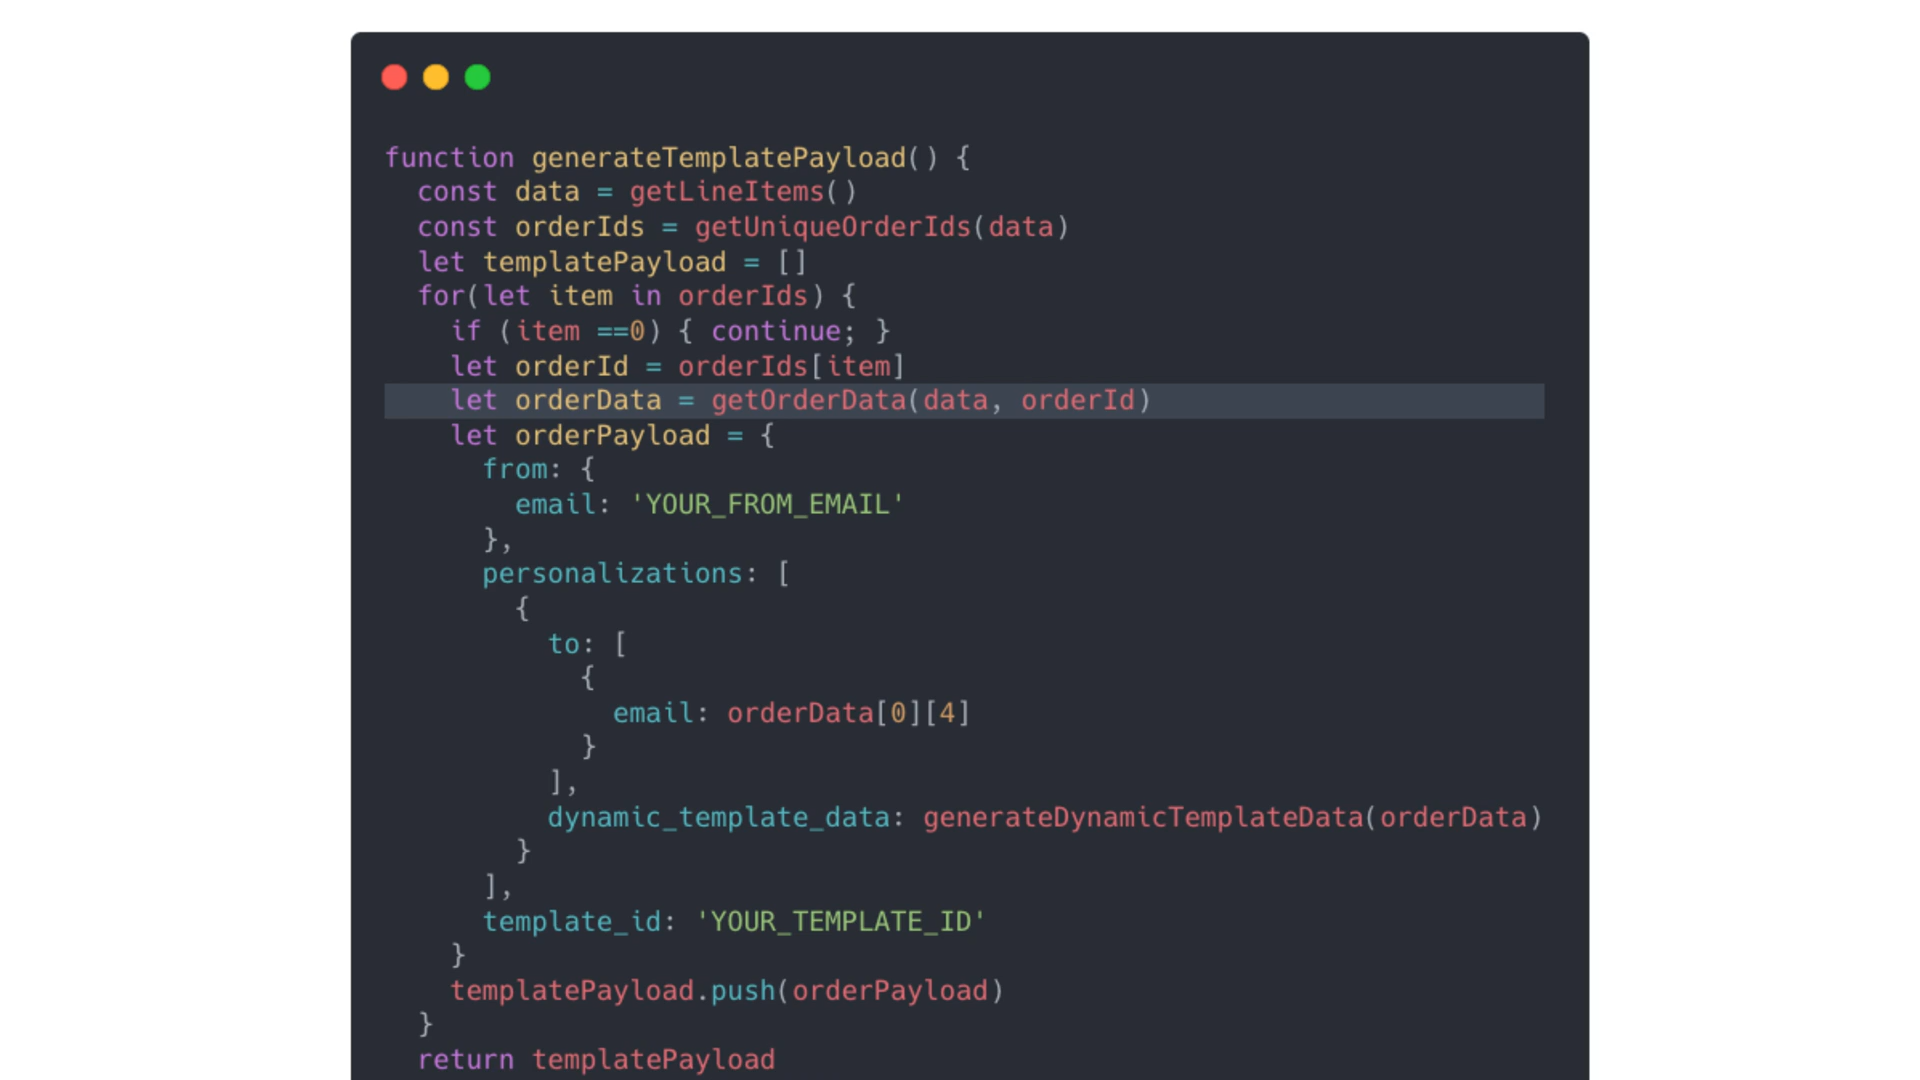 function generateTemplatePayload() {
  const data = getLineItems()
  const orderIds = getUniqueOrderIds(data)
  let templatePayload = []
  for(let item in orderIds) {
    if (item ==0) { continue; }
    let orderId = orderIds[item]
    let orderData = getOrderData(data, orderId)
    let orderPayload = {
      from: {
        email: 'YOUR_FROM_EMAIL'
      },
      personalizations: [
        {
          to: [
            {
              email: orderData[0][4]
            }
          ],
          dynamic_template_data: generateDynamicTemplateData(orderData)
        }
      ],
      template_id: 'YOUR_TEMPLATE_ID'
    }
    templatePayload.push(orderPayload)
  }
  return templatePayload